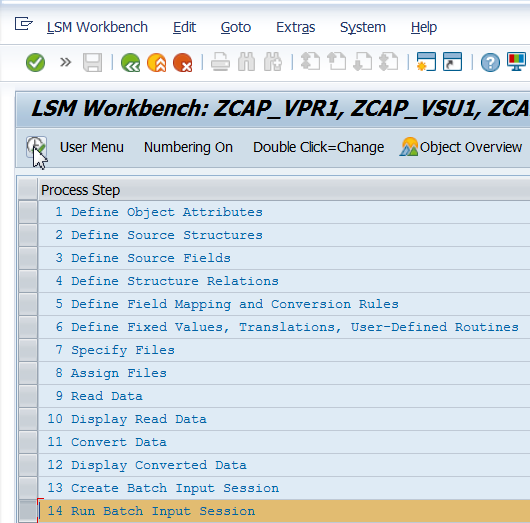 LSM Workbench Edit Goto Extras System Help
LSM Workbench: ZCAP_VPR1, ZCAP_VSU1, ZCA
User Menu Numbering On Double Click=Change Object Overview
Process Step
1 Define Object Attributes
2 Define Source Structures
3 Define Source Fields
4 Define Structure Relations
5 Define Field Mapping and Conversion Rules
6 Define Fixed Values, Translations, User-Defined Routines
7 Specify Files
8 Assign Files
9 Read Data
10 Display Read Data
11 Convert Data
12 Display Converted Data
13 Create Batch Input Session
14 Run Batch Input Session